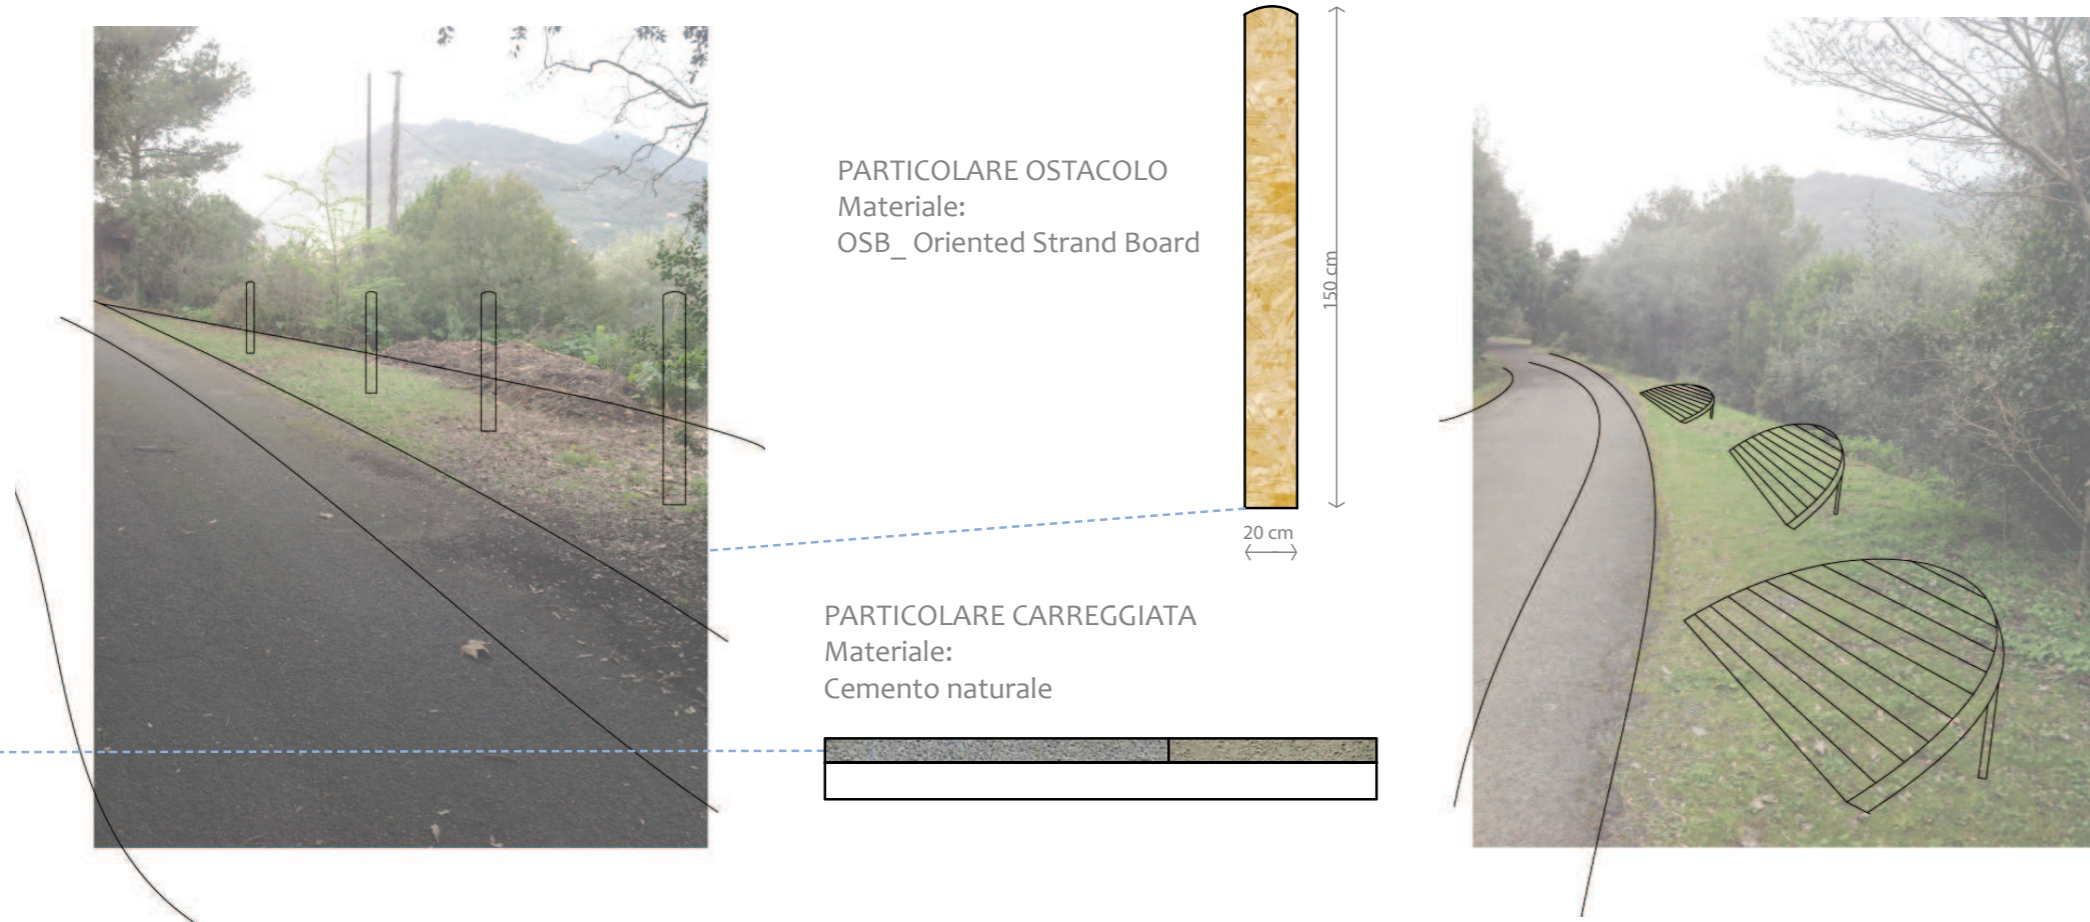 PARTICOLARE OSTACOLO
Materiale:
OSB_ Oriented Strand Board
150 cm
20 cm
PARTICOLARE CARREGGIATA
Materiale:
Cemento naturale